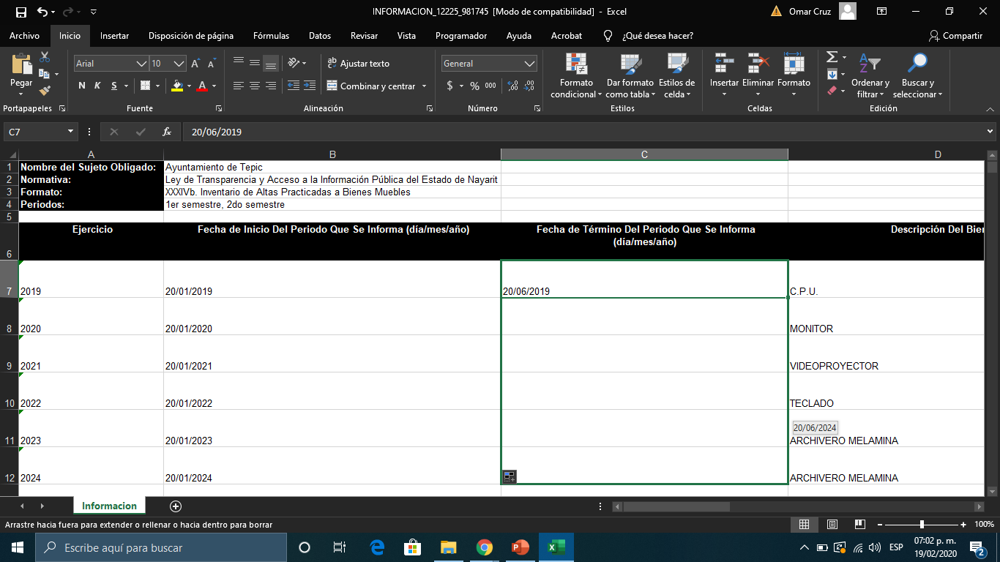 INFORMACION_12225_981745 [Modo de compatibilidad] - Excel
Omar Cruz
Archivo Inicio Insertar Disposición de página Fórmulas Datos Revisar Vista Programador Ayuda Acrobat ¿Qué desea hacer? Compartir
Pegar
Arial 10
N K S
A A
Ajustar texto
Combinar y centrar
General
$ % 000
Formato condicional
Dar formato como tabla
Estilos de celda
Insertar Eliminar Formato
Ordenar y filtrar
Buscar y seleccionar
Portapapeles Fuente Alineación Número Estilos Celdas Edición
C7 fx 20/06/2019
A B C D
1 Nombre del Sujeto Obligado: Ayuntamiento de Tepic
2 Normativa: Ley de Transparencia y Acceso a la Información Pública del Estado de Nayarit
3 Formato: XXXIVb. Inventario de Altas Practicadas a Bienes Muebles
4 Periodos: 1er semestre, 2do semestre
5
6 Ejercicio Fecha de Inicio Del Periodo Que Se Informa (día/mes/año) Fecha de Término Del Periodo Que Se Informa (día/mes/año) Descripción Del Bien
7 2019 20/01/2019 20/06/2019 C.P.U.
8 2020 20/01/2020 MONITOR
9 2021 20/01/2021 VIDEOPROYECTOR
10 2022 20/01/2022 TECLADO
20/06/2024
11 2023 20/01/2023 ARCHIVERO MELAMINA
12 2024 20/01/2024 ARCHIVERO MELAMINA
Informacion
Arrastre hacia fuera para extender o rellenar o hacia dentro para borrar
100%
Escribe aquí para buscar
ESP
07:02 p. m.
19/02/2020
2